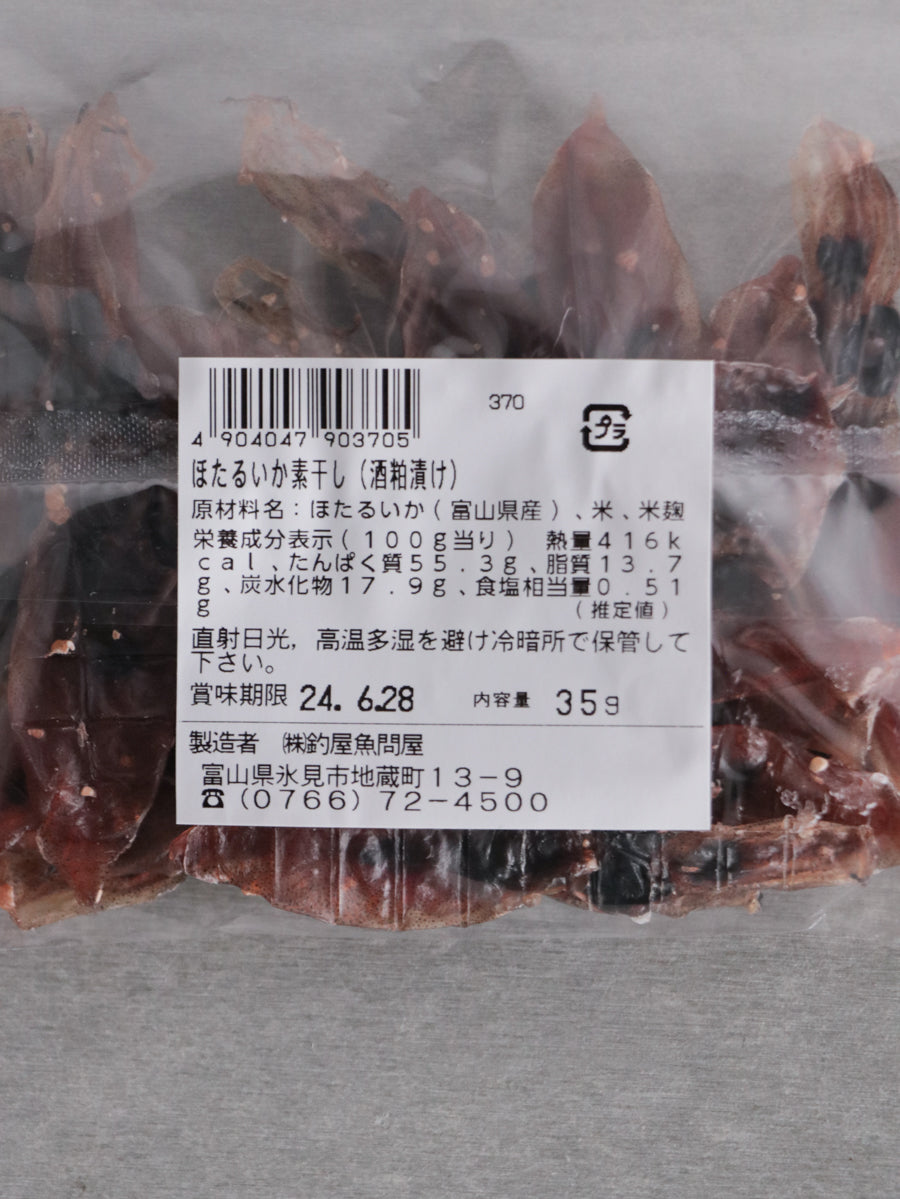 370
プラ
4 904047 903705
ほたるいか素干し（酒粕漬け）
原材料名：ほたるいか（富山県産）、米、米麹
栄養成分表示（１００ｇ当り）　熱量４１６ｋ
ｃａｌ、たんぱく質５５．３ｇ、脂質１３．７
ｇ、炭水化物１７．９ｇ、食塩相当量０．５１
ｇ　（推定値）
直射日光，高温多湿を避け冷暗所で保管して
下さい。
賞味期限 24. 6.28　内容量　35g
製造者　㈱釣屋魚問屋
富山県氷見市地蔵町１３－９
☎（０７６６）７２－４５００